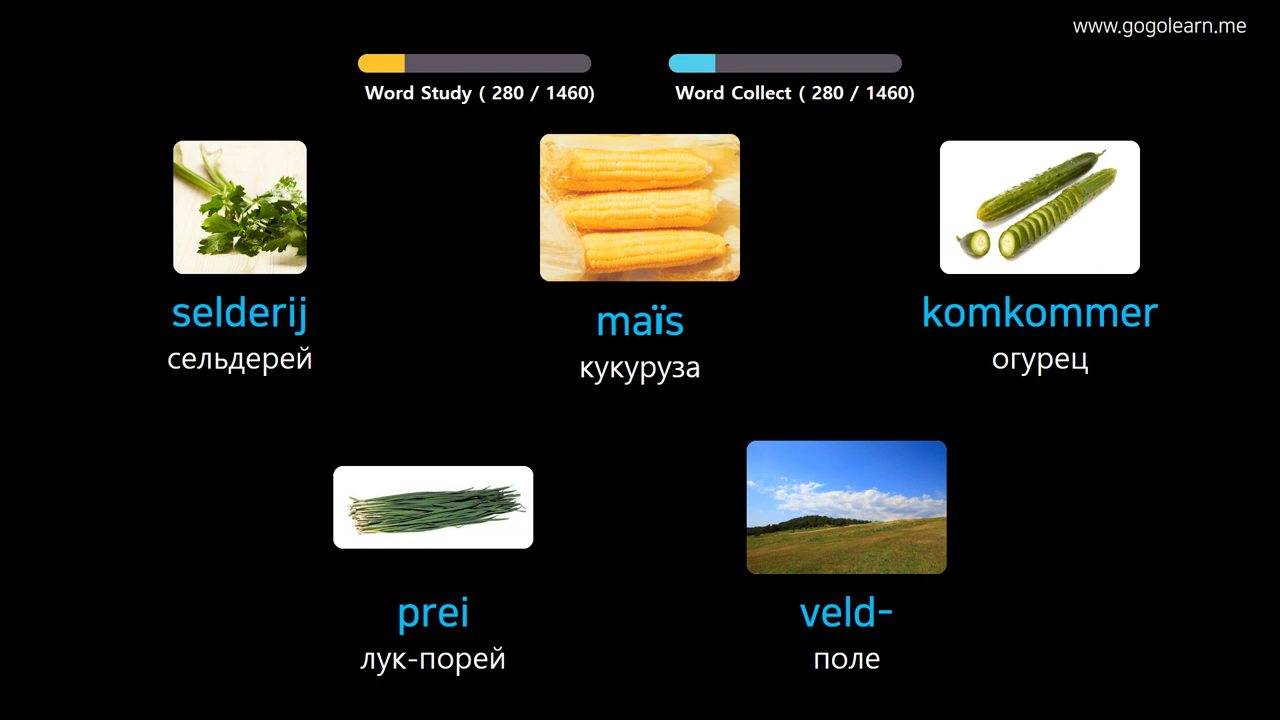 www.gogolearn.me
Word Study ( 280 / 1460)
Word Collect ( 280 / 1460)
selderij
сельдерей
maïs
кукуруза
komkommer
огурец
prei
лук-порей
veld-
поле